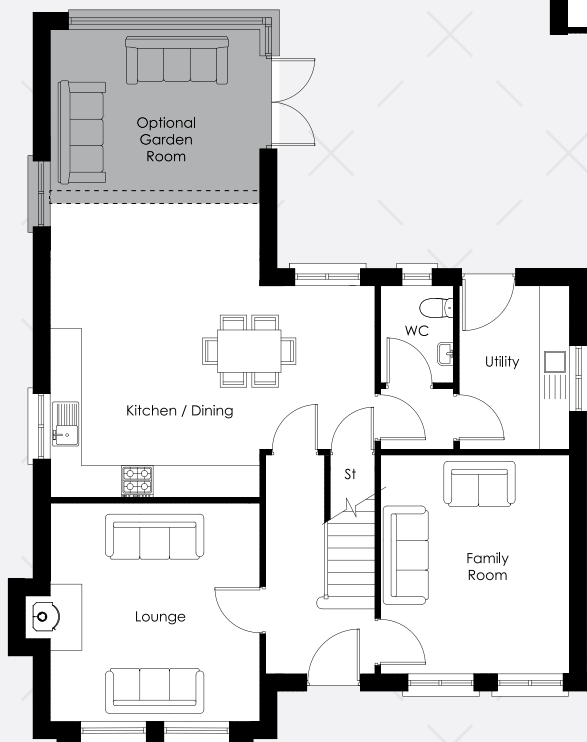 Optional
Garden
Room
WC
Utility
Kitchen / Dining
St
Family
Room
Lounge